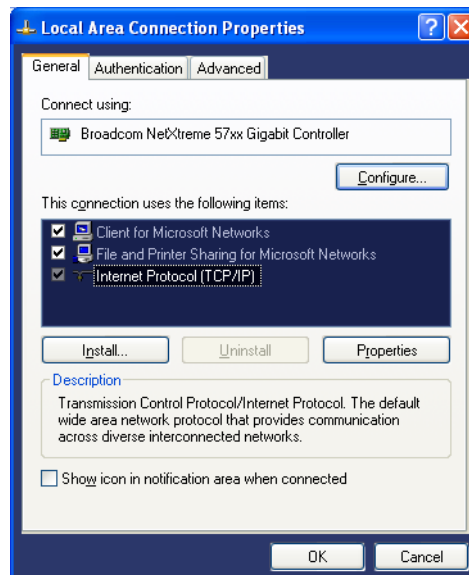 Local Area Connection Properties
General Authentication Advanced
Connect using:
Broadcom NetXtreme 57xx Gigabit Controller
Configure...
This connection uses the following items:
Client for Microsoft Networks
File and Printer Sharing for Microsoft Networks
Internet Protocol (TCP/IP)
Install... Uninstall Properties
Description
Transmission Control Protocol/Internet Protocol. The default
wide area network protocol that provides communication
across diverse interconnected networks.
Show icon in notification area when connected
OK Cancel